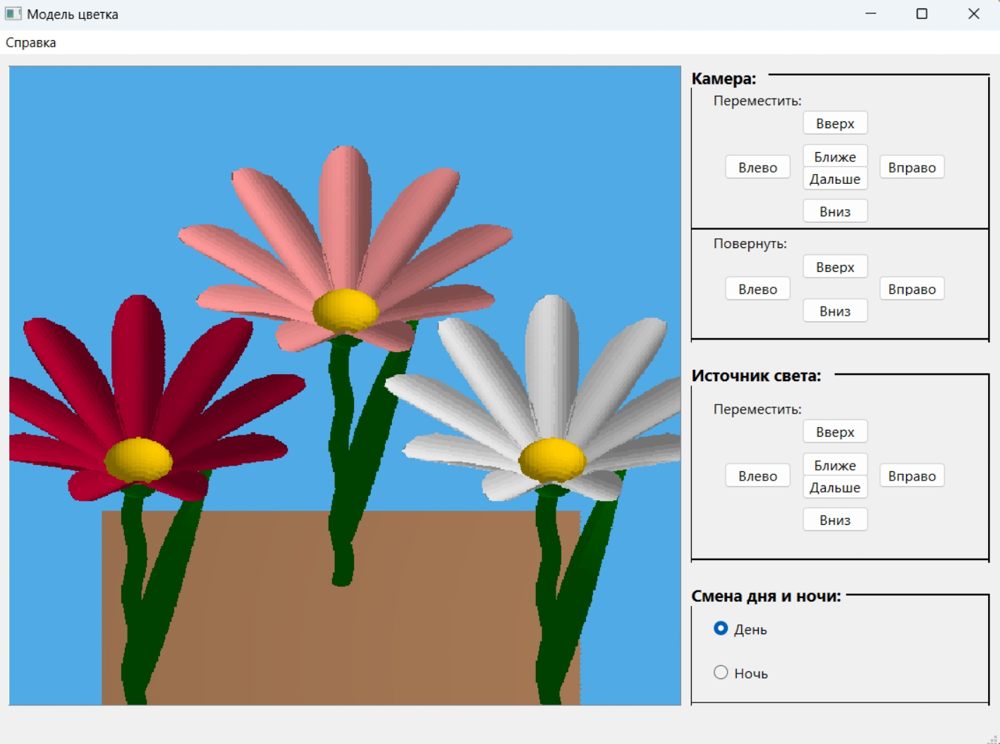 Модель цветка
Справка
Камера:
Переместить:
Вверх
Влево
Ближе
Вправо
Дальше
Вниз
Повернуть:
Вверх
Влево
Вправо
Вниз
Источник света:
Переместить:
Вверх
Влево
Ближе
Вправо
Дальше
Вниз
Смена дня и ночи:
День
Ночь